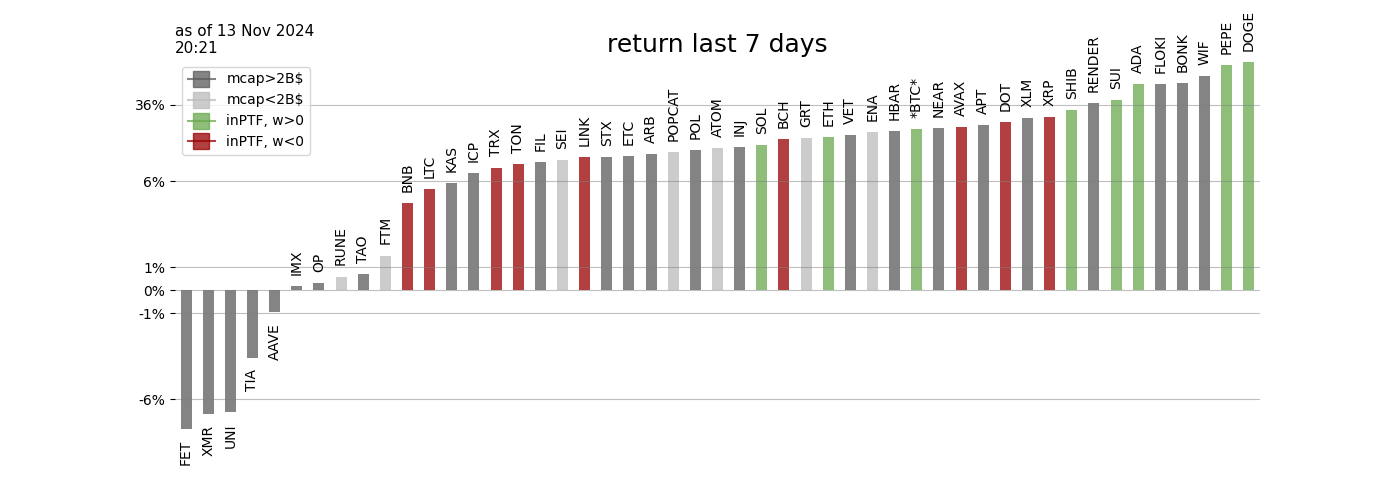 as of 13 Nov 2024
20:21
return last 7 days
mcap>2B$
mcap<2B$
inPTF, w>0
inPTF, w<0
36%
6%
1%
0%
-1%
-6%
FET
XMR
UNI
TIA
AAVE
IMX
OP
RUNE
TAO
FTM
BNB
LTC
KAS
ICP
TRX
TON
FIL
SEI
LINK
STX
ETC
ARB
POPCAT
POL
ATOM
INJ
SOL
BCH
GRT
ETH
VET
ENA
HBAR
*BTC*
NEAR
AVAX
APT
DOT
XLM
XRP
SHIB
RENDER
SUI
ADA
FLOKI
BONK
WIF
PEPE
DOGE